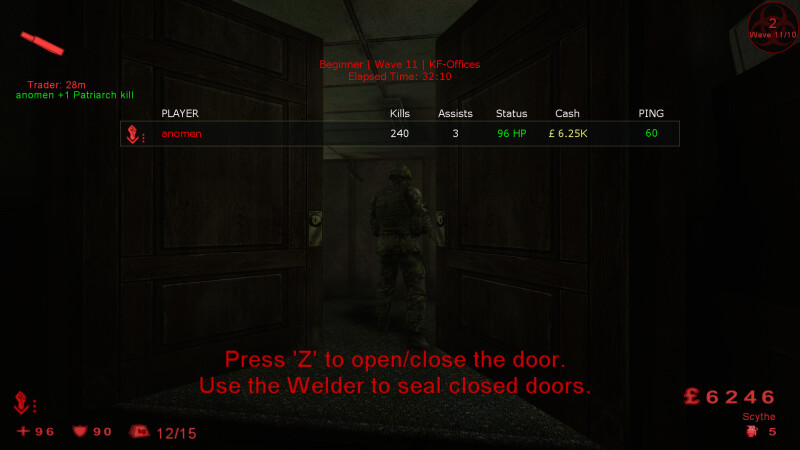 2
Wave 11/10
Beginner | Wave 11 | KF-Offices
Elapsed Time: 32:10
Trader: 28m
anomen +1 Patriarch kill
PLAYER Kills Assists Status Cash PING
anomen 240 3 96 HP £ 6.25K 60
Press 'Z' to open/close the door.
Use the Welder to seal closed doors.
£ 6246
Scythe
96 90 12/15 5